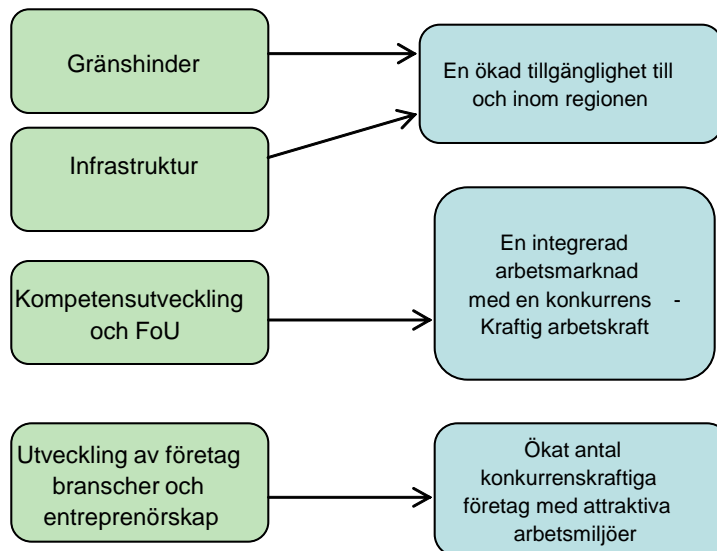 Gränshinder
En ökad tillgänglighet till
och inom regionen
Infrastruktur
En integrerad
arbetsmarknad
med en konkurrens -
Kraftig arbetskraft
Kompetensutveckling
och FoU
Utveckling av företag
branscher och
entreprenörskap
Ökat antal
konkurrenskraftiga
företag med attraktiva
arbetsmiljöer